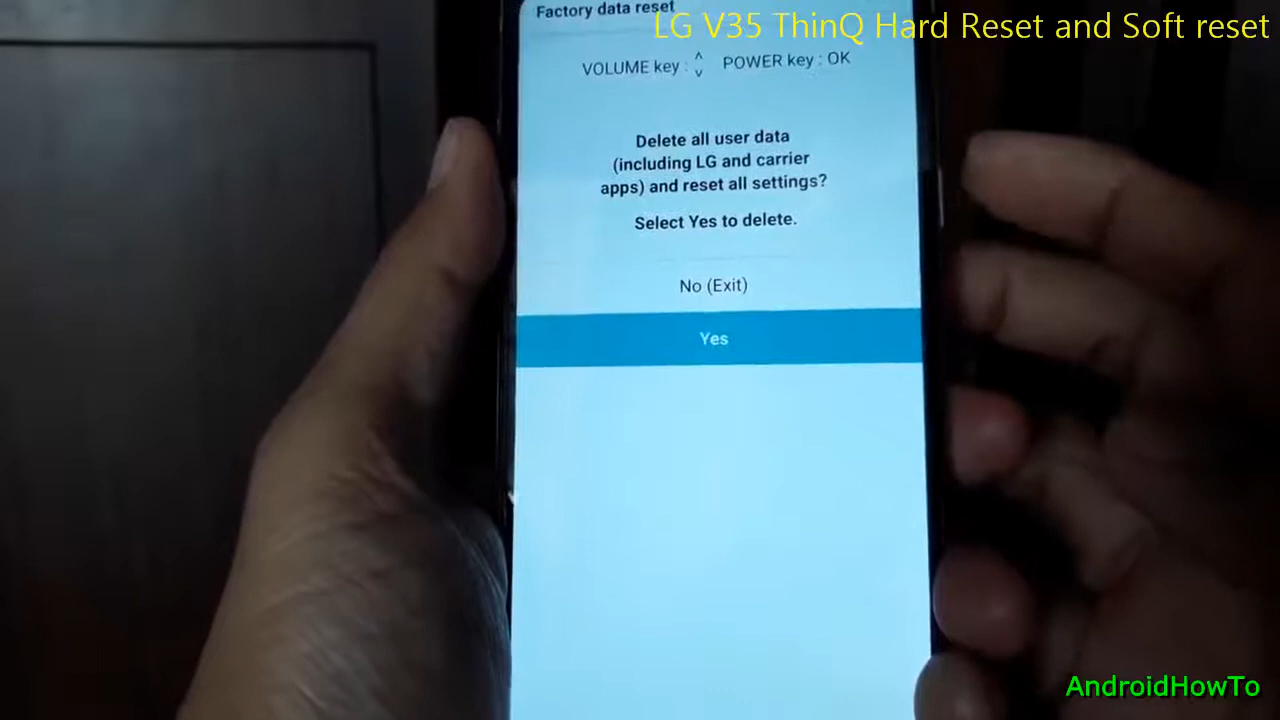 Factory data reset
LG V35 ThinQ Hard Reset and Soft reset
VOLUME key : ^ v POWER key : OK
Delete all user data
(including LG and carrier
apps) and reset all settings?
Select Yes to delete.
No (Exit)
Yes
AndroidHowTo